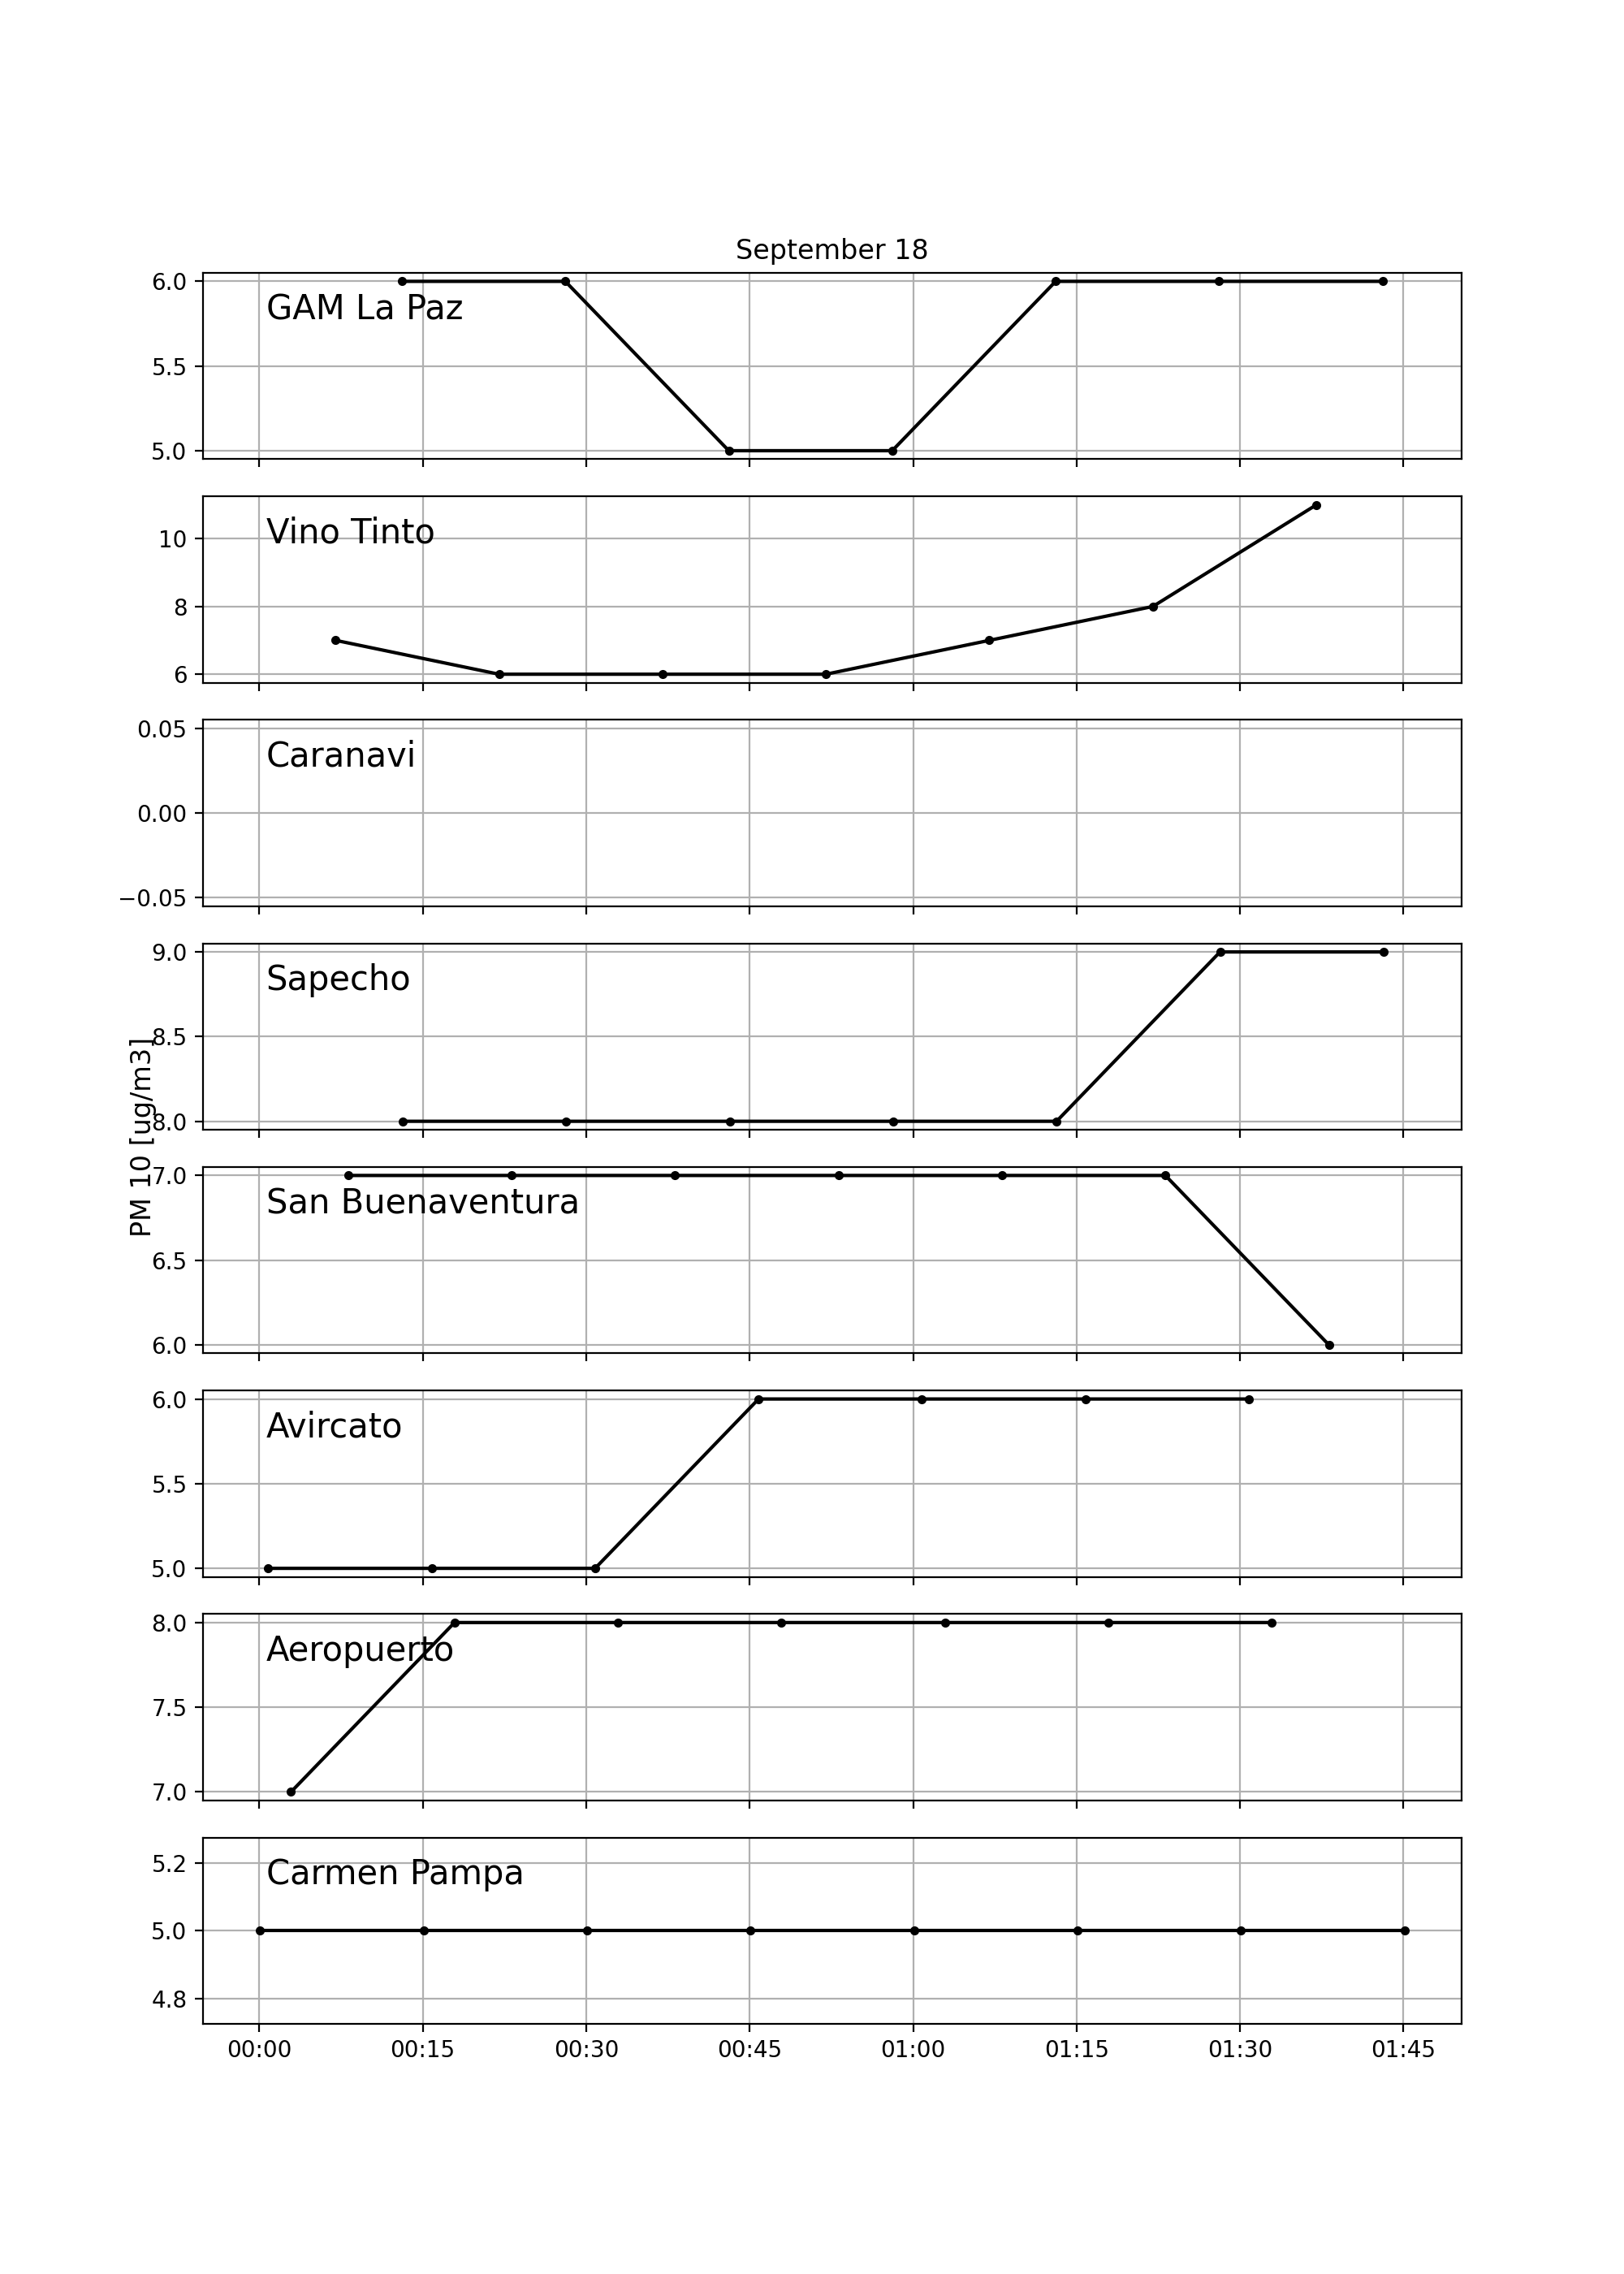 September 18
6.0
GAM La Paz
5.5
5.0
Vino Tinto
10
8
6
0.05
Caranavi
0.00
−0.05
9.0
Sapecho
8.5
8.0
PM 10 [ug/m3]
7.0
San Buenaventura
6.5
6.0
6.0
Avircato
5.5
5.0
8.0
Aeropuerto
7.5
7.0
5.2
Carmen Pampa
5.0
4.8
00:00 00:15 00:30 00:45 01:00 01:15 01:30 01:45